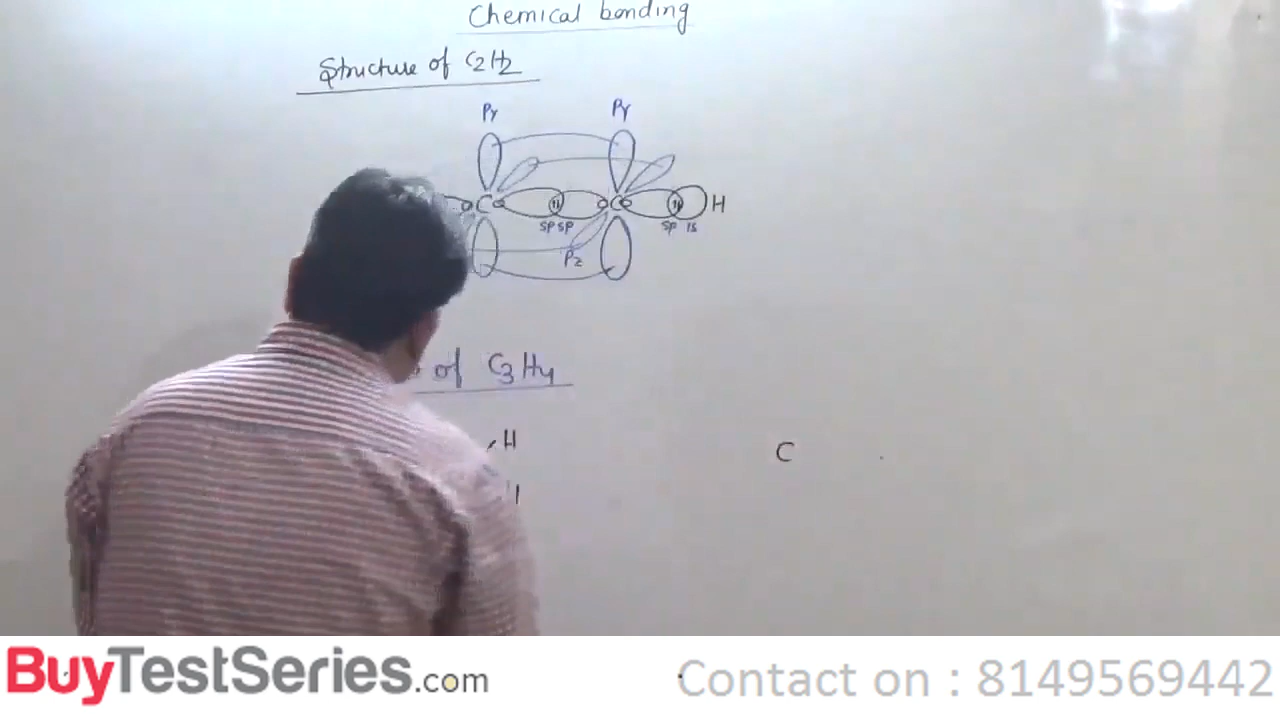 Chemical bonding
Structure of C2H2
Py Py
C C H
sp sp sp 1s
Pz
of C3H4
H
C
BuyTestSeries.com
Contact on : 8149569442